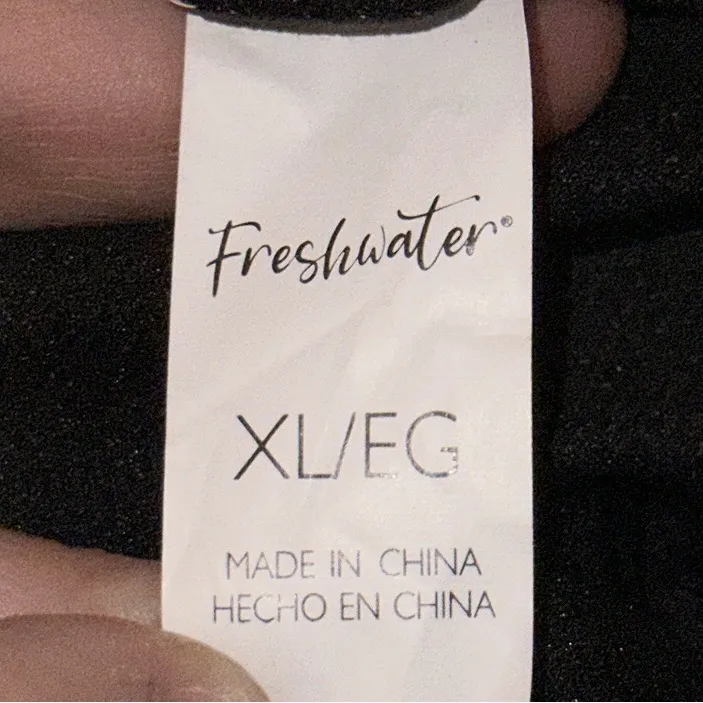 Freshwater®
XL/EG
MADE IN CHINA
HECHO EN CHINA